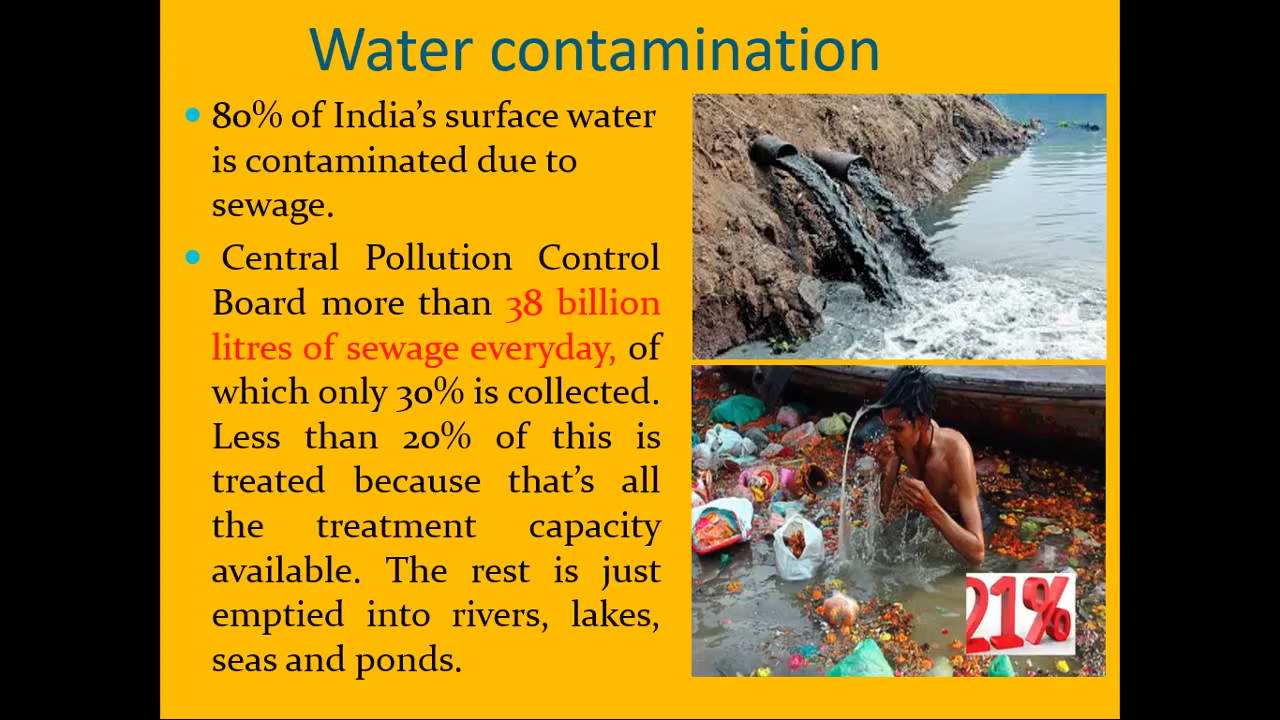 Water contamination
80% of India's surface water
is contaminated due to
sewage.
Central Pollution Control
Board more than 38 billion
litres of sewage everyday, of
which only 30% is collected.
Less than 20% of this is
treated because that's all
the treatment capacity
available. The rest is just
emptied into rivers, lakes,
seas and ponds.
21%